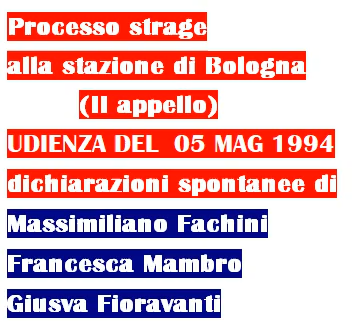 Processo strage
alla stazione di Bologna
(II appello)
UDIENZA DEL 05 MAG 1994
dichiarazioni spontanee di
Massimiliano Fachini
Francesca Mambro
Giusva Fioravanti